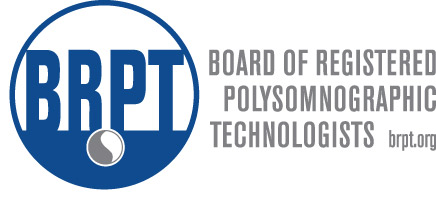 BRPT
BOARD OF REGISTERED
POLYSOMNOGRAPHIC
TECHNOLOGISTS brpt.org